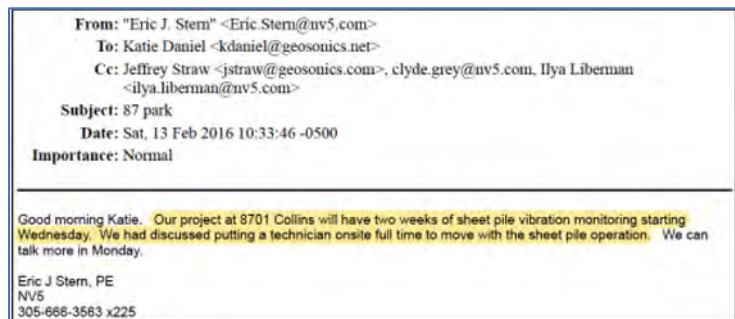 From: "Eric J. Stern" <Eric.Stern@nv5.com>
To: Katie Daniel <kdaniel@geosonics.net>
Cc: Jeffrey Straw <jstraw@geosonics.com>, clyde.grey@nv5.com, Ilya Liberman
<ilya.liberman@nv5.com>
Subject: 87 park
Date: Sat, 13 Feb 2016 10:33:46 -0500
Importance: Normal
Good morning Katie. Our project at 8701 Collins will have two weeks of sheet pile vibration monitoring starting
Wednesday. We had discussed putting a technician onsite full time to move with the sheet pile operation. We can
talk more in Monday.
Eric J Stern, PE
NV5
305-666-3563 x225